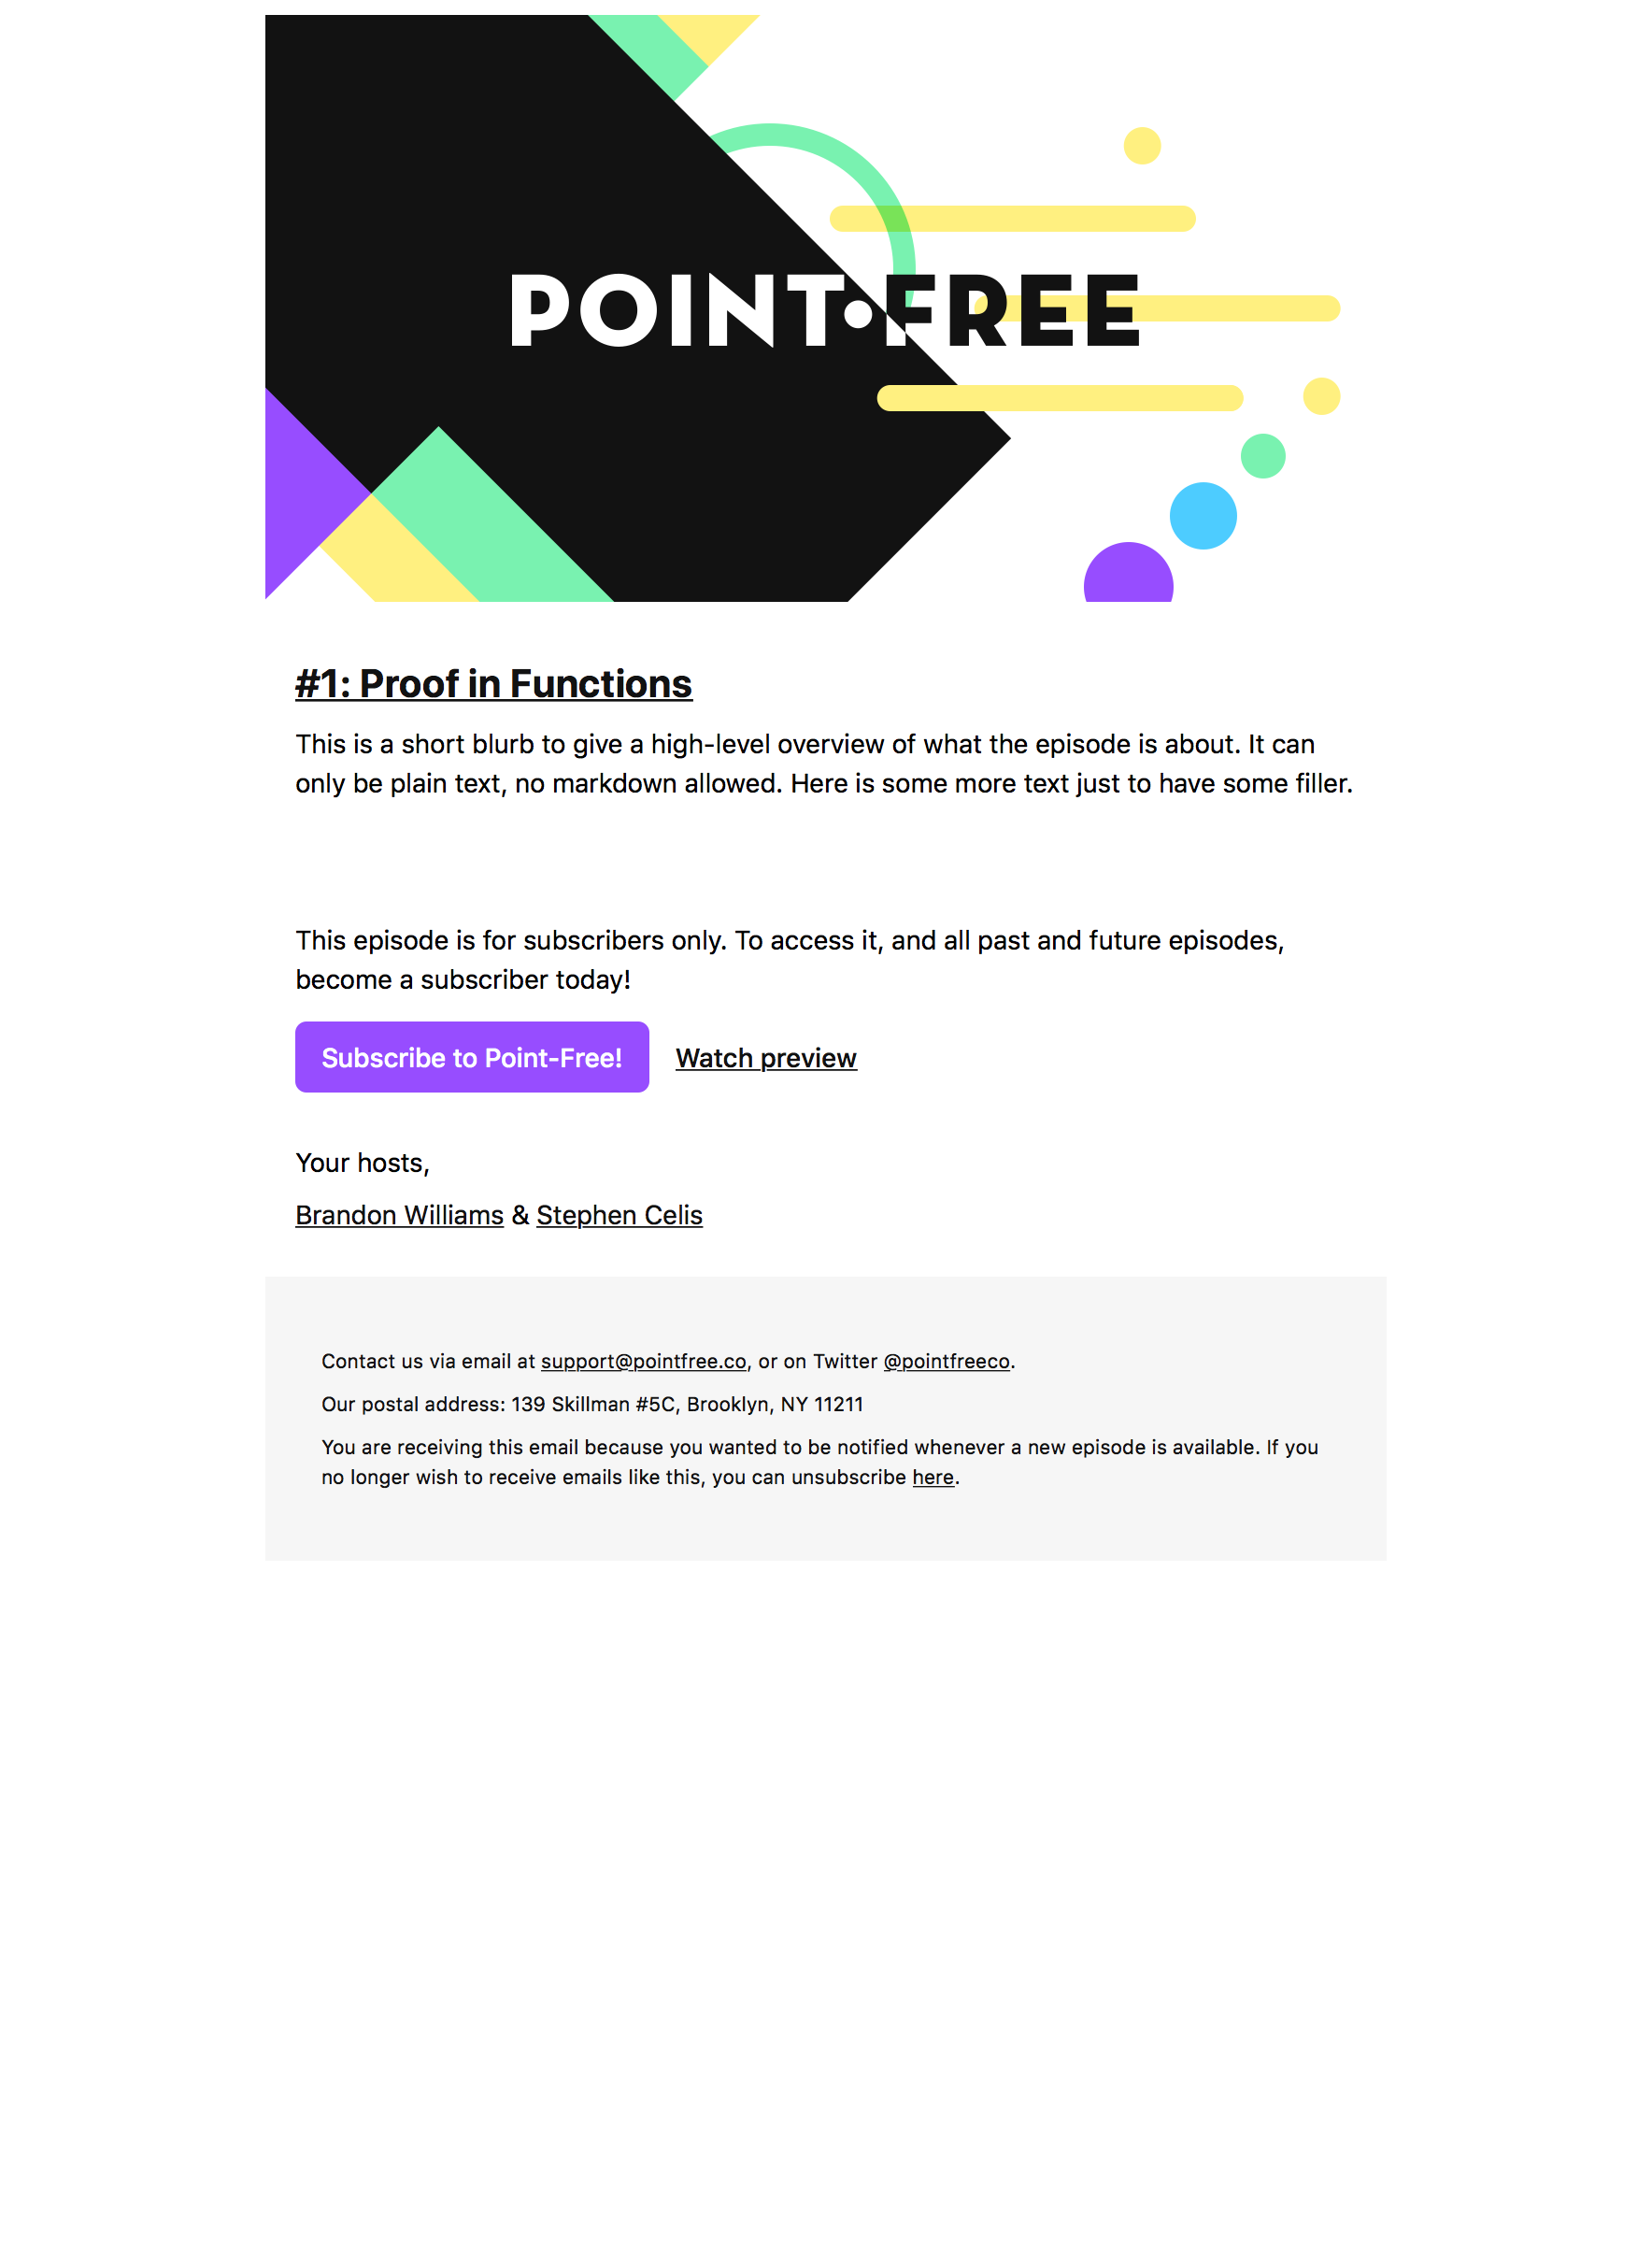 POINT•FREE
#1: Proof in Functions
This is a short blurb to give a high-level overview of what the episode is about. It can
only be plain text, no markdown allowed. Here is some more text just to have some filler.
This episode is for subscribers only. To access it, and all past and future episodes,
become a subscriber today!
Subscribe to Point-Free! Watch preview
Your hosts,
Brandon Williams & Stephen Celis
Contact us via email at support@pointfree.co, or on Twitter @pointfreeco.
Our postal address: 139 Skillman #5C, Brooklyn, NY 11211
You are receiving this email because you wanted to be notified whenever a new episode is available. If you
no longer wish to receive emails like this, you can unsubscribe here.